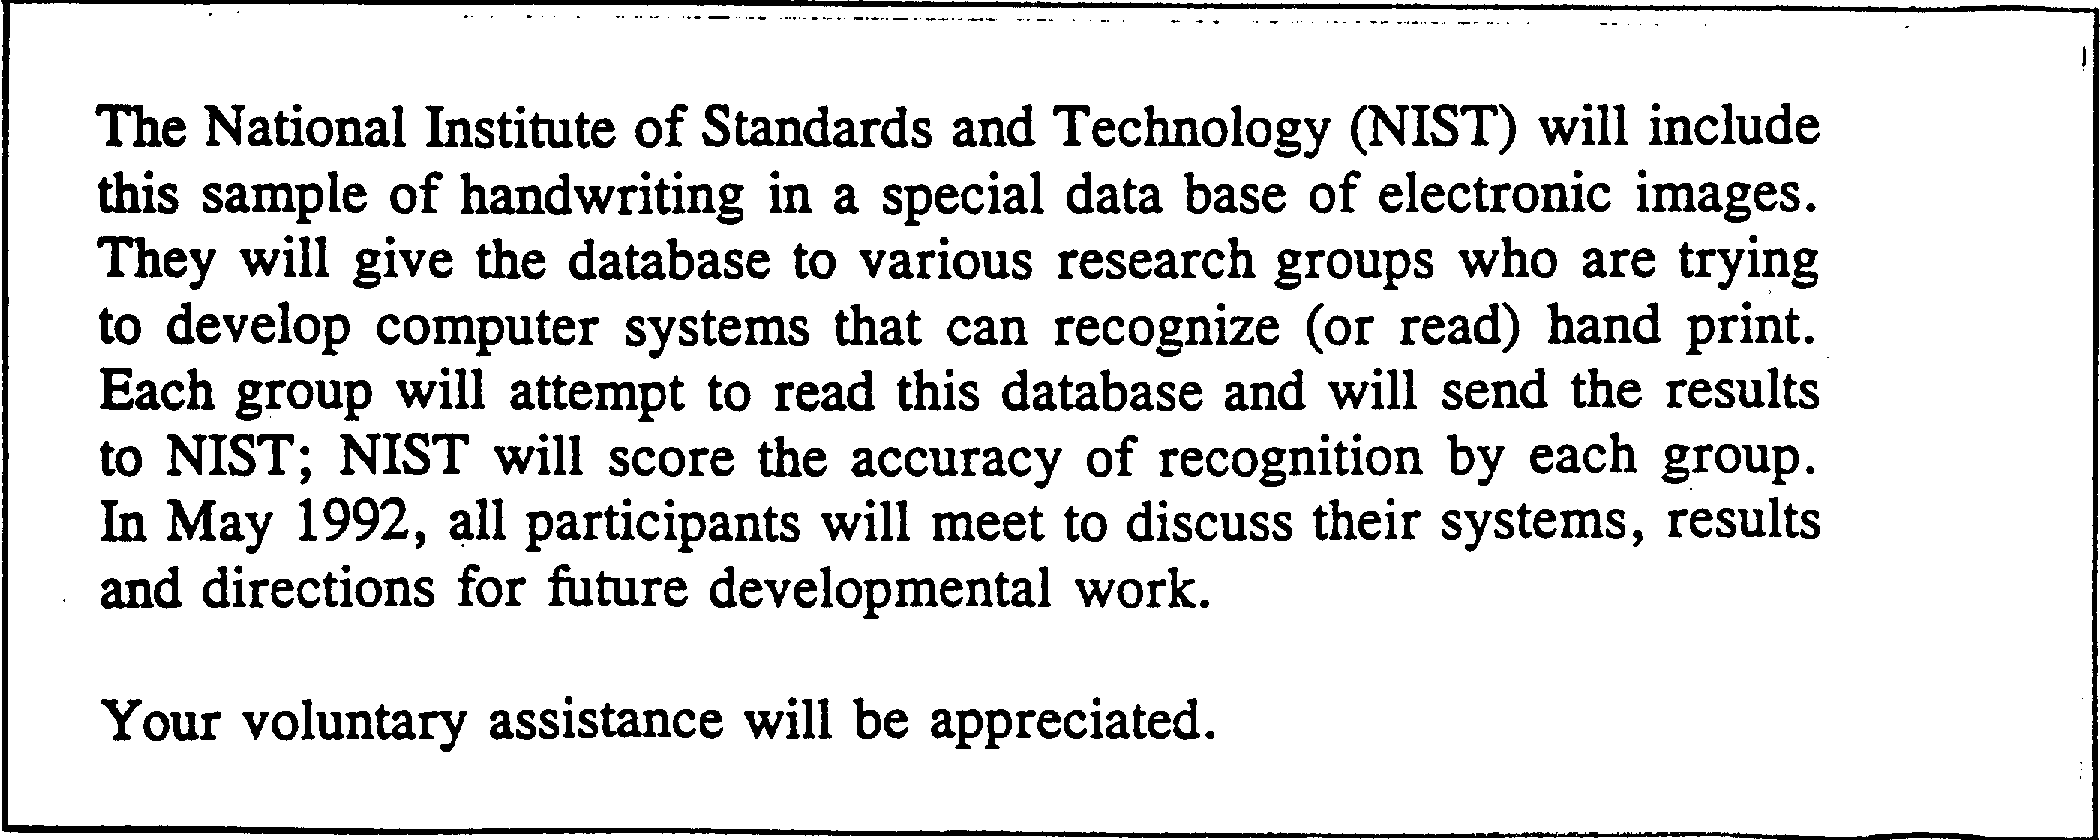 The National Institute of Standards and Technology (NIST) will include
this sample of handwriting in a special data base of electronic images.
They will give the database to various research groups who are trying
to develop computer systems that can recognize (or read) hand print.
Each group will attempt to read this database and will send the results
to NIST; NIST will score the accuracy of recognition by each group.
In May 1992, all participants will meet to discuss their systems, results
and directions for future developmental work.
Your voluntary assistance will be appreciated.